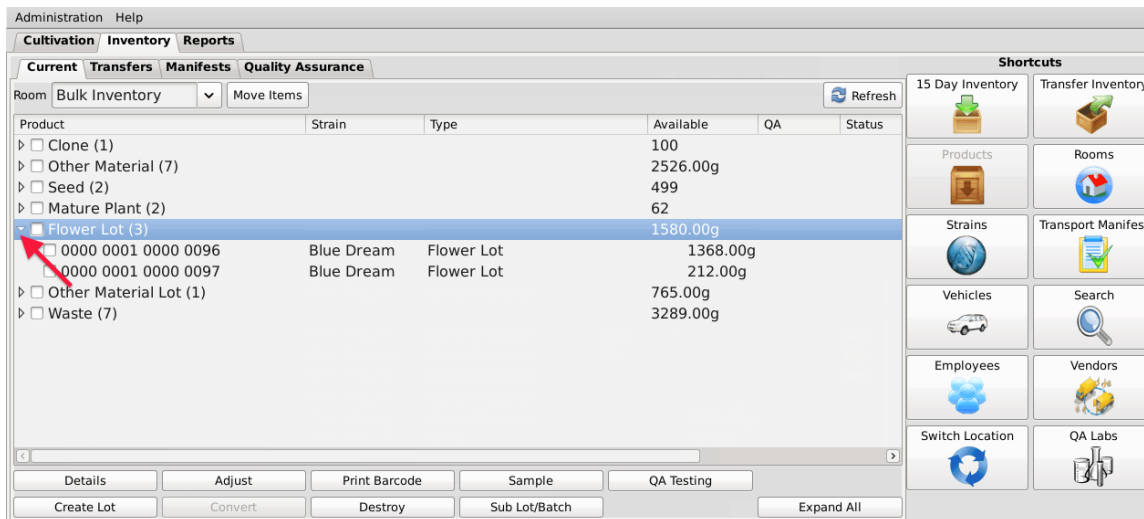 Administration Help
Cultivation Inventory Reports
Current Transfers Manifests Quality Assurance
Room Bulk Inventory Move Items Refresh
Product Strain Type Available QA Status
Clone (1) 100
Other Material (7) 2526.00g
Seed (2) 499
Mature Plant (2) 62
Flower Lot (3) 1580.00g
0000 0001 0000 0096 Blue Dream Flower Lot 1368.00g
0000 0001 0000 0097 Blue Dream Flower Lot 212.00g
Other Material Lot (1) 765.00g
Waste (7) 3289.00g
Details Adjust Print Barcode Sample QA Testing
Create Lot Convert Destroy Sub Lot/Batch Expand All
Shortcuts
15 Day Inventory Transfer Inventory
Products Rooms
Strains Transport Manifes
Vehicles Search
Employees Vendors
Switch Location QA Labs